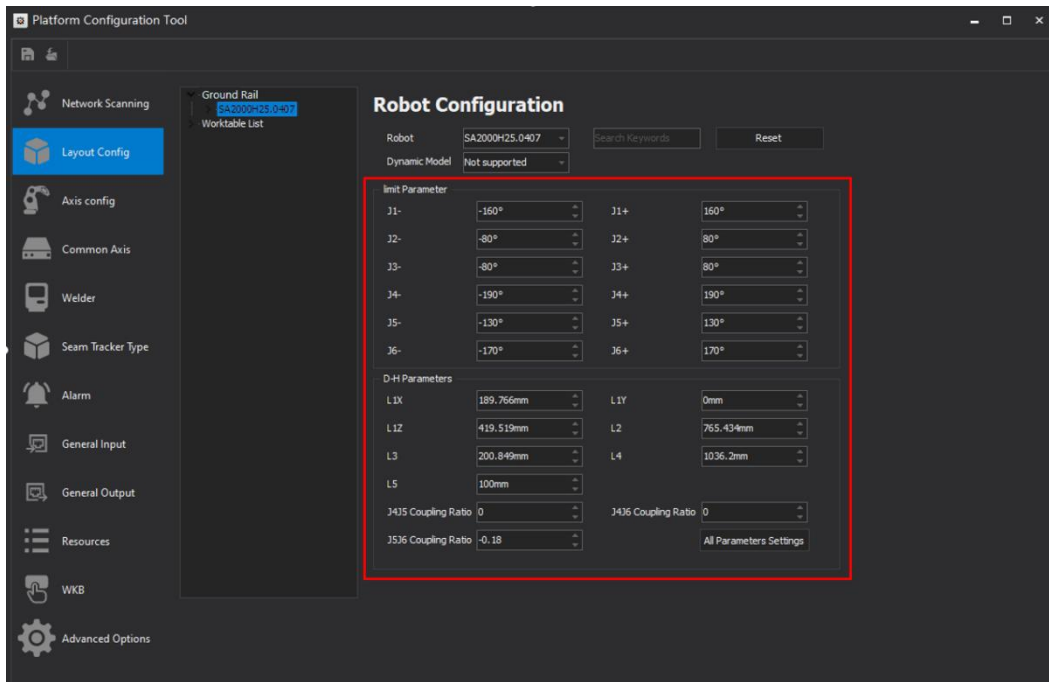 Platform Configuration Tool
Network Scanning
Layout Config
Axis config
Common Axis
Welder
Seam Tracker Type
Alarm
General Input
General Output
Resources
WKB
Advanced Options
Ground Rail
SA2000H25.0407
Worktable List
Robot Configuration
Robot SA2000H25.0407 Search Keywords Reset
Dynamic Model Not supported
limit Parameter
J1- -160° J1+ 160°
J2- -80° J2+ 80°
J3- -80° J3+ 80°
J4- -190° J4+ 190°
J5- -130° J5+ 130°
J6- -170° J6+ 170°
D-H Parameters
L1X 189.766mm L1Y 0mm
L1Z 419.519mm L2 765.434mm
L3 200.849mm L4 1036.2mm
L5 100mm
J4J5 Coupling Ratio 0 J4J6 Coupling Ratio 0
J5J6 Coupling Ratio -0.18 All Parameters Settings